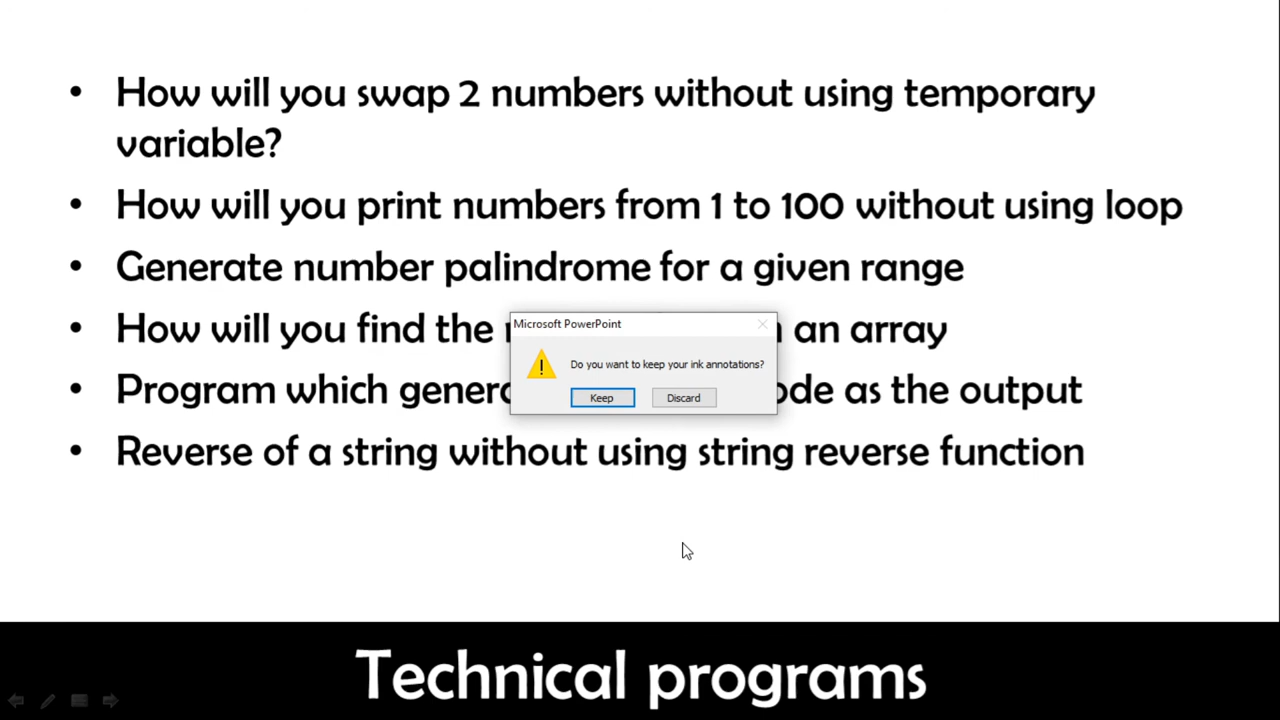 • How will you swap 2 numbers without using temporary
variable?
• How will you print numbers from 1 to 100 without using loop
• Generate number palindrome for a given range
• How will you find the an array
• Program which as the output
• Reverse of a string without using string reverse function
Microsoft PowerPoint
Do you want to keep your ink annotations?
Keep Discard
Technical programs